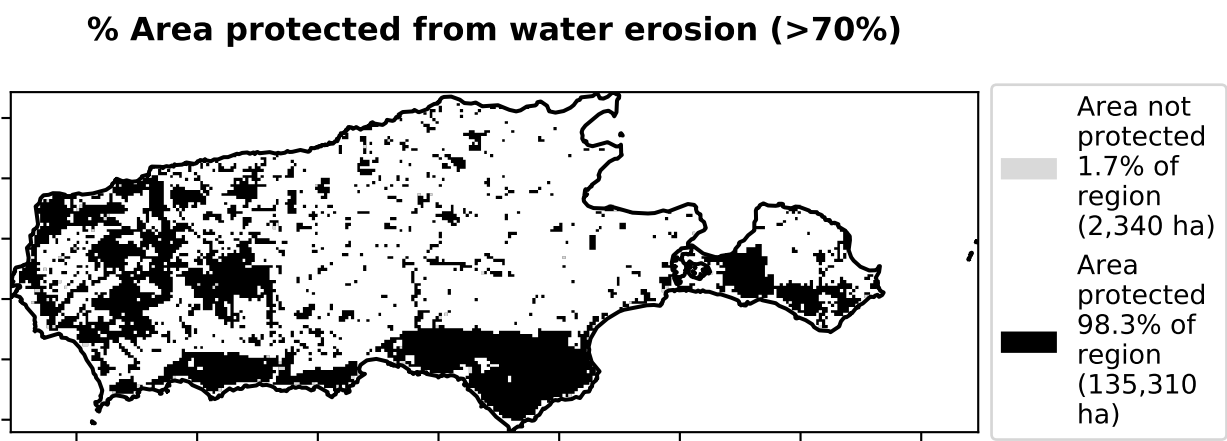 % Area protected from water erosion (>70%)
Area not
protected
1.7% of
region
(2,340 ha)
Area
protected
98.3% of
region
(135,310
ha)